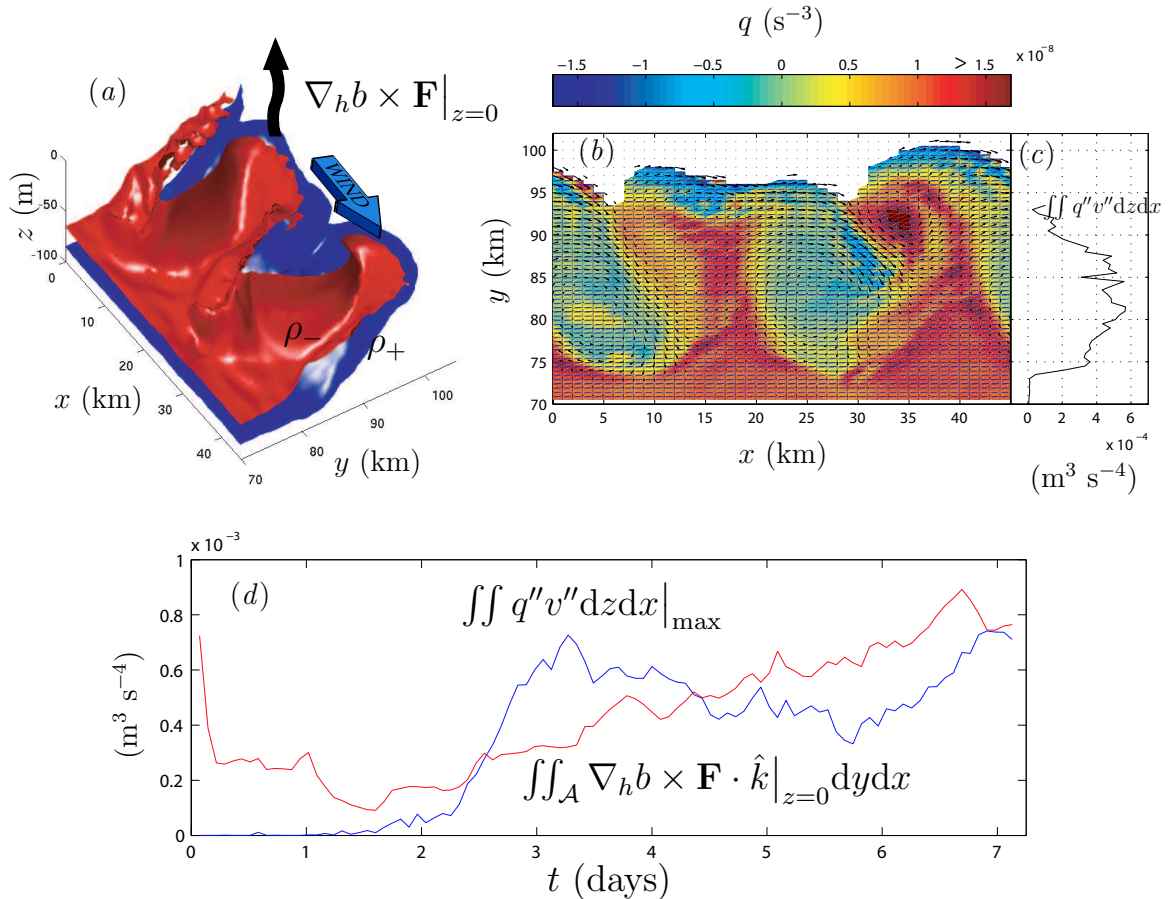 q (s⁻³)
× 10⁻⁸
−1.5 −1 −0.5 0 0.5 1 > 1.5
(a)
∇ₕb × F|z=0
WIND
z (m)
0
−50
−100
0
10
20
30
40
x (km)
70
80
90
100
y (km)
ρ₋
ρ₊
(b)
y (km)
100
95
90
85
80
75
70
0 5 10 15 20 25 30 35 40
x (km)
(c)
∫∫ q″v″dzdx
0 2 4 6
× 10⁻⁴
(m³ s⁻⁴)
× 10⁻³
(d)
1
0.8
0.6
0.4
0.2
0
(m³ s⁻⁴)
∫∫ q″v″dzdx|max
∫∫𝒜 ∇ₕb × F · k̂|z=0 dydx
0 1 2 3 4 5 6 7
t (days)